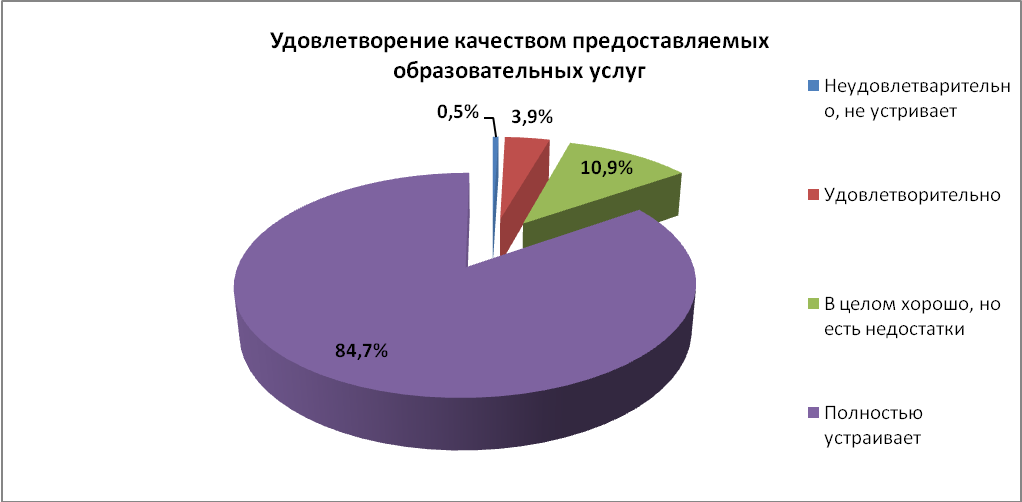 Удовлетворение качеством предоставляемых
образовательных услуг
0,5%
3,9%
10,9%
84,7%
Неудовлетварительн
о, не устривает
Удовлетворительно
В целом хорошо, но
есть недостатки
Полностью
устраивает